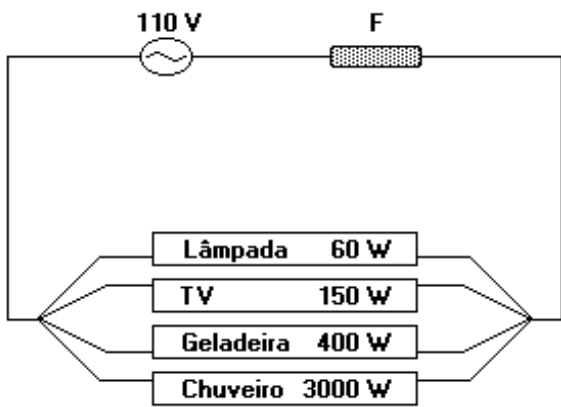 110 V F
Lâmpada 60 W
TV 150 W
Geladeira 400 W
Chuveiro 3000 W